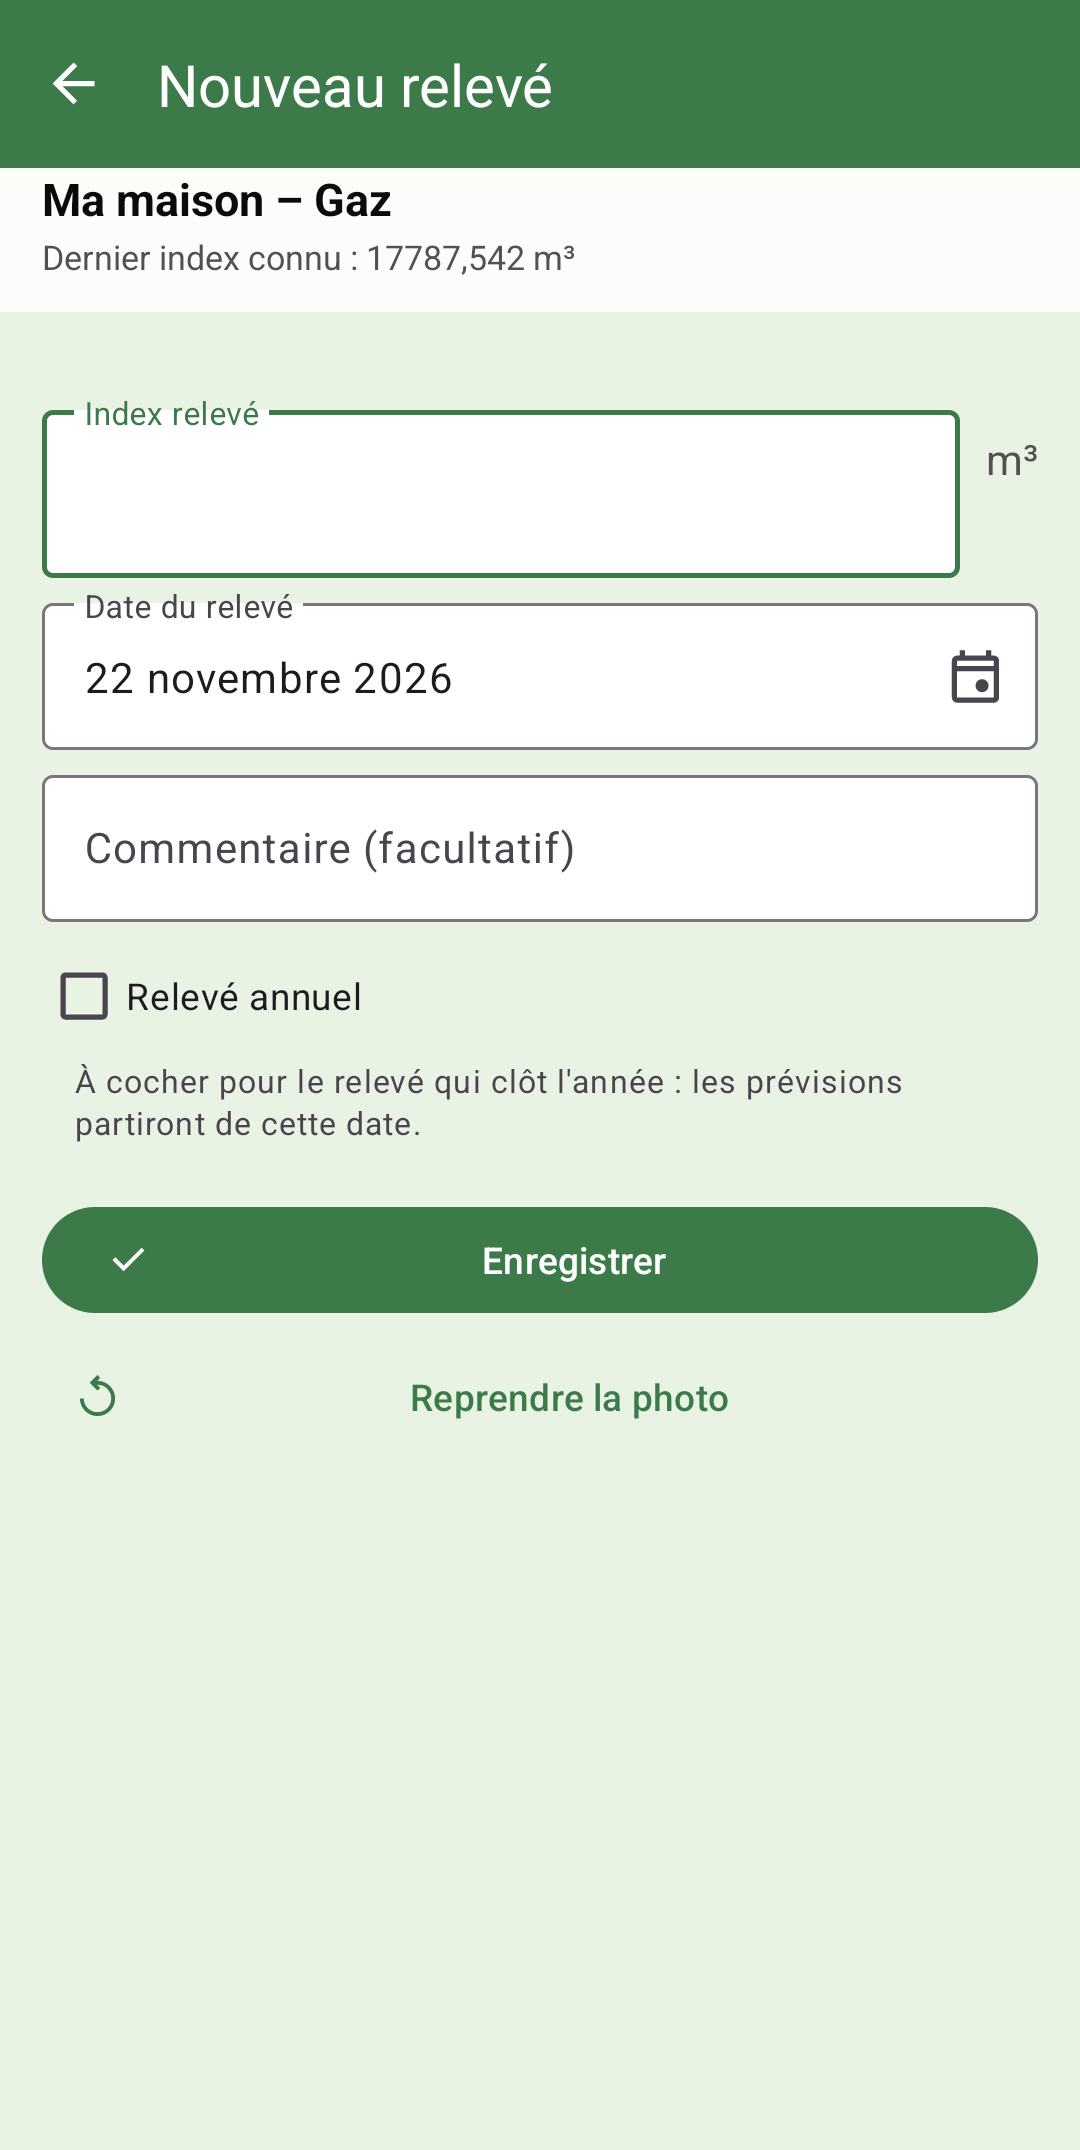 Nouveau relevé
Ma maison – Gaz
Dernier index connu : 17787,542 m³
Index relevé
m³
Date du relevé
22 novembre 2026
Commentaire (facultatif)
Relevé annuel
À cocher pour le relevé qui clôt l'année : les prévisions
partiront de cette date.
Enregistrer
Reprendre la photo